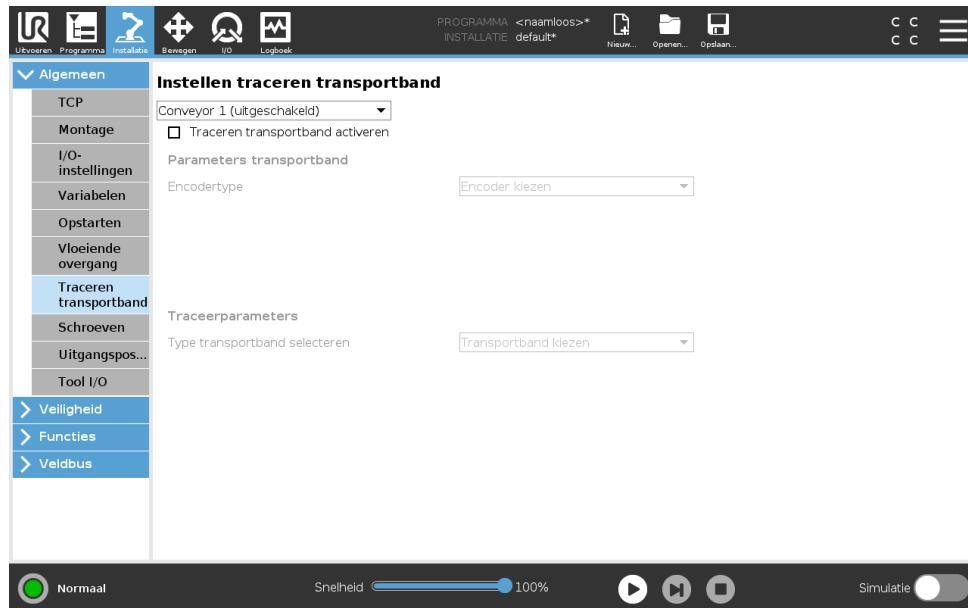 PROGRAMMA <naamloos>*
INSTALLATIE default*
Uitvoeren
Programma
Installatie
Bewegen
I/O
Logboek
Nieuw...
Openen...
Opslaan...
C C
C C
Algemeen
TCP
Montage
I/O-
instellingen
Variabelen
Opstarten
Vloeiende
overgang
Traceren
transportband
Schroeven
Uitgangspos...
Tool I/O
Veiligheid
Functies
Veldbus
Instellen traceren transportband
Conveyor 1 (uitgeschakeld)
Traceren transportband activeren
Parameters transportband
Encodertype
Encoder kiezen
Traceerparameters
Type transportband selecteren
Transportband kiezen
Normaal
Snelheid
100%
Simulatie